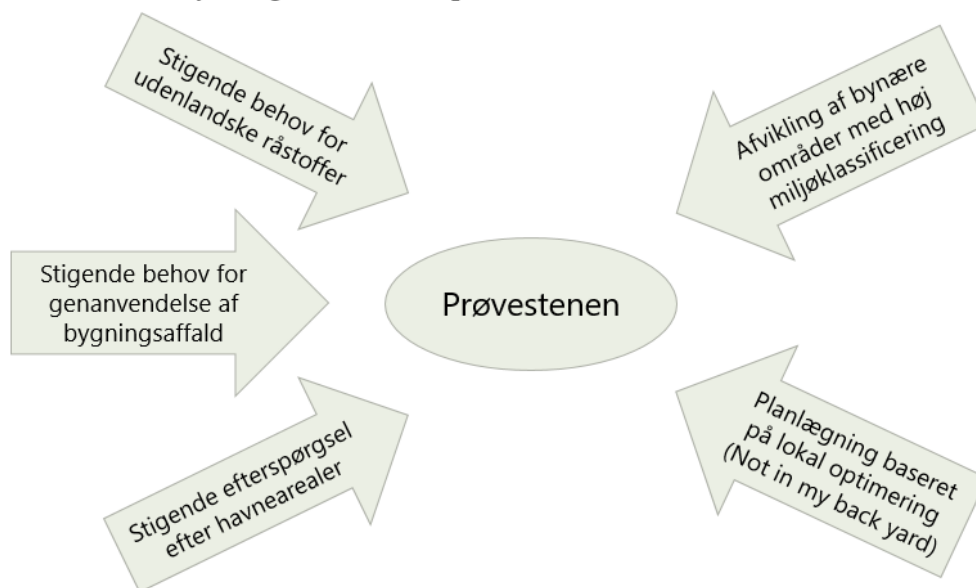 Stigende behov for
udenlandske råstoffer
Afvikling af bynære
områder med høj
miljøklassificering
Stigende behov for
genanvendelse af
bygningsaffald
Prøvestenen
Stigende efterspørgsel
efter havnearealer
Planlægning baseret
på lokal optimering
(Not in my back yard)